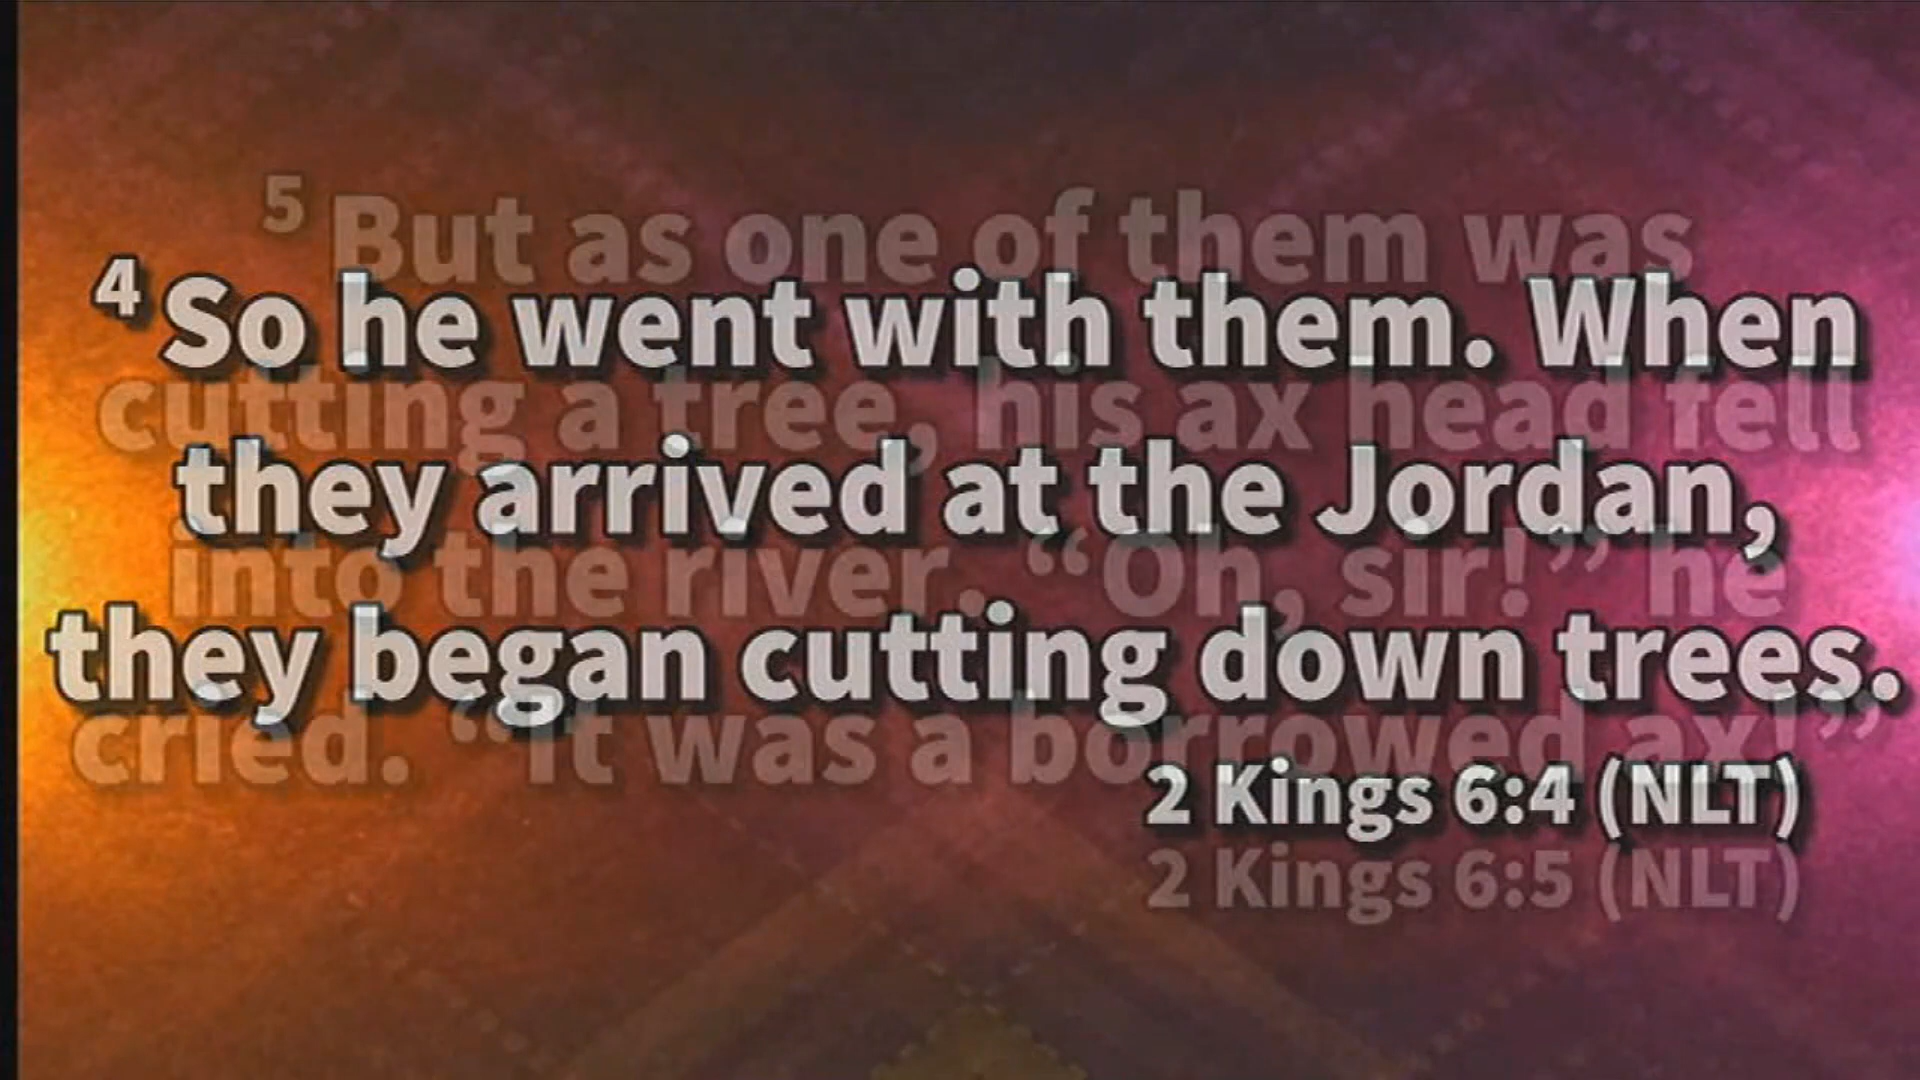 4 So he went with them. When
they arrived at the Jordan,
they began cutting down trees.
2 Kings 6:4 (NLT)
5 But as one of them was
cutting a tree, his ax head fell
into the river. “Oh, sir!” he
cried. “It was a borrowed ax!”
2 Kings 6:5 (NLT)